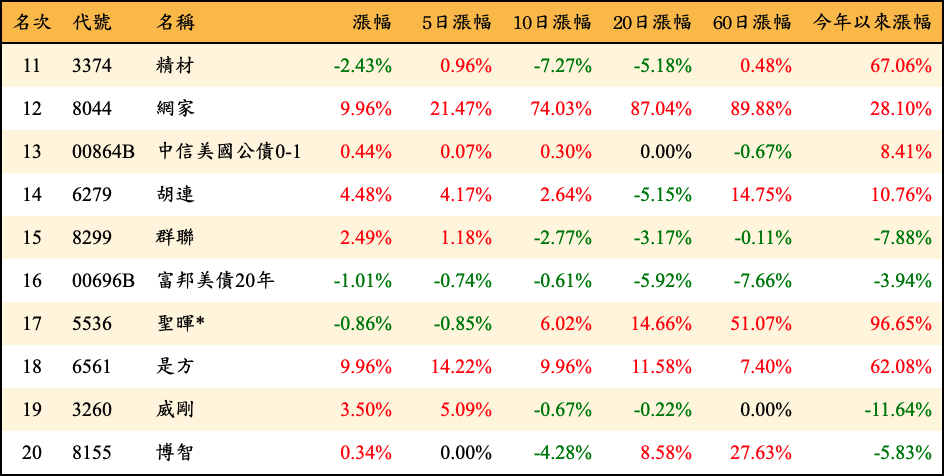 名次 代號 名稱 漲幅 5日漲幅 10日漲幅 20日漲幅 60日漲幅 今年以來漲幅
11 3374 精材 -2.43% 0.96% -7.27% -5.18% 0.48% 67.06%
12 8044 網家 9.96% 21.47% 74.03% 87.04% 89.88% 28.10%
13 00864B 中信美國公債0-1 0.44% 0.07% 0.30% 0.00% -0.67% 8.41%
14 6279 胡連 4.48% 4.17% 2.64% -5.15% 14.75% 10.76%
15 8299 群聯 2.49% 1.18% -2.77% -3.17% -0.11% -7.88%
16 00696B 富邦美債20年 -1.01% -0.74% -0.61% -5.92% -7.66% -3.94%
17 5536 聖暉* -0.86% -0.85% 6.02% 14.66% 51.07% 96.65%
18 6561 是方 9.96% 14.22% 9.96% 11.58% 7.40% 62.08%
19 3260 威剛 3.50% 5.09% -0.67% -0.22% 0.00% -11.64%
20 8155 博智 0.34% 0.00% -4.28% 8.58% 27.63% -5.83%